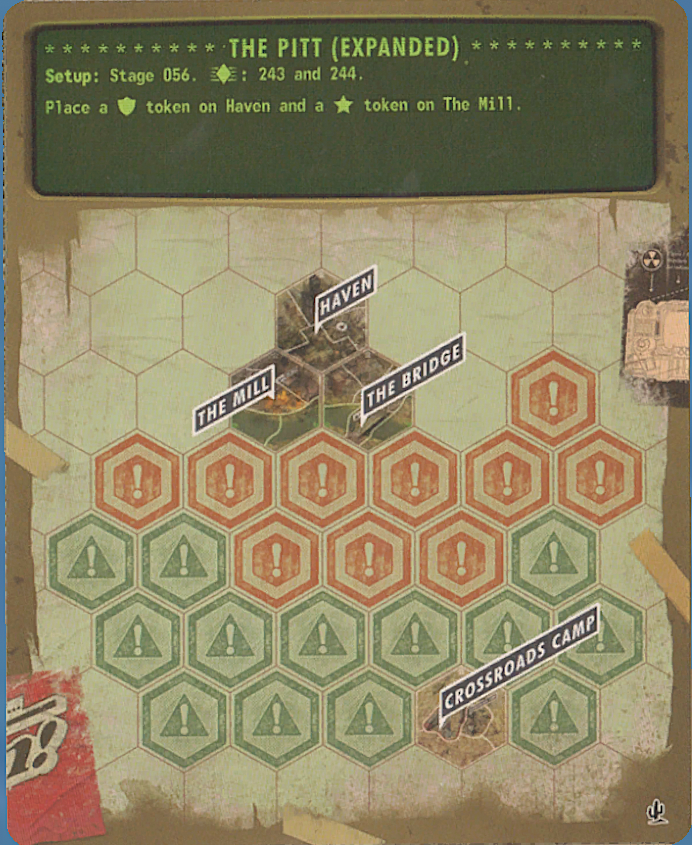 * * * * * * * * * * THE PITT (EXPANDED) * * * * * * * * * *
Setup: Stage 056. : 243 and 244.
Place a token on Haven and a token on The Mill.
HAVEN
THE MILL
THE BRIDGE
CROSSROADS CAMP
n!